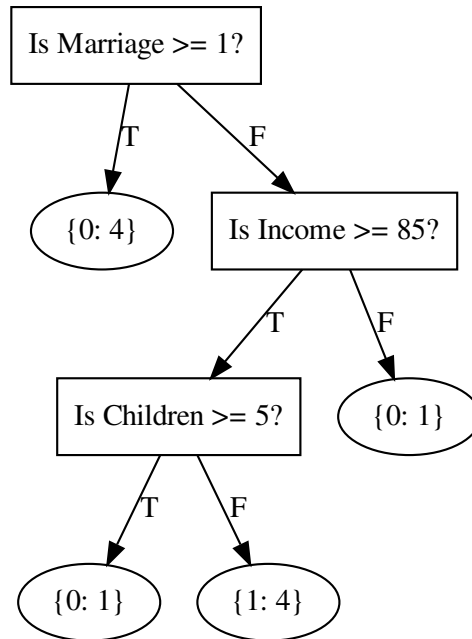 Is Marriage >= 1?
T
F
{0: 4}
Is Income >= 85?
T
F
Is Children >= 5?
{0: 1}
T
F
{0: 1}
{1: 4}